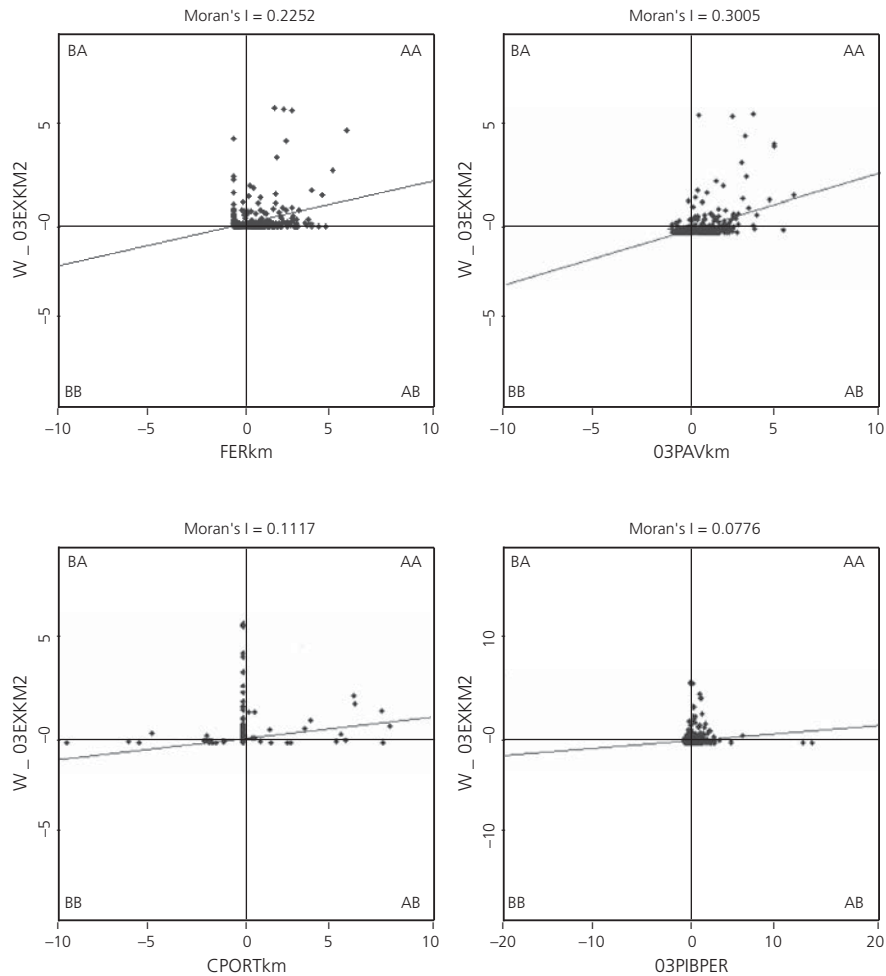 Moran's I = 0.2252
BA
AA
5
–0
–5
W _ 03EXKM2
BB
AB
–10
–5
0
5
10
FERkm
Moran's I = 0.3005
BA
AA
5
–0
–5
W _ 03EXKM2
BB
AB
–20
–10
0
5
10
03PAVkm
Moran's I = 0.1117
BA
AA
5
–0
–5
W _ 03EXKM2
BB
AB
–10
–5
0
5
10
CPORTkm
Moran's I = 0.0776
BA
AA
10
–0
–10
W _ 03EXKM2
BB
AB
–20
–10
0
10
20
03PIBPER